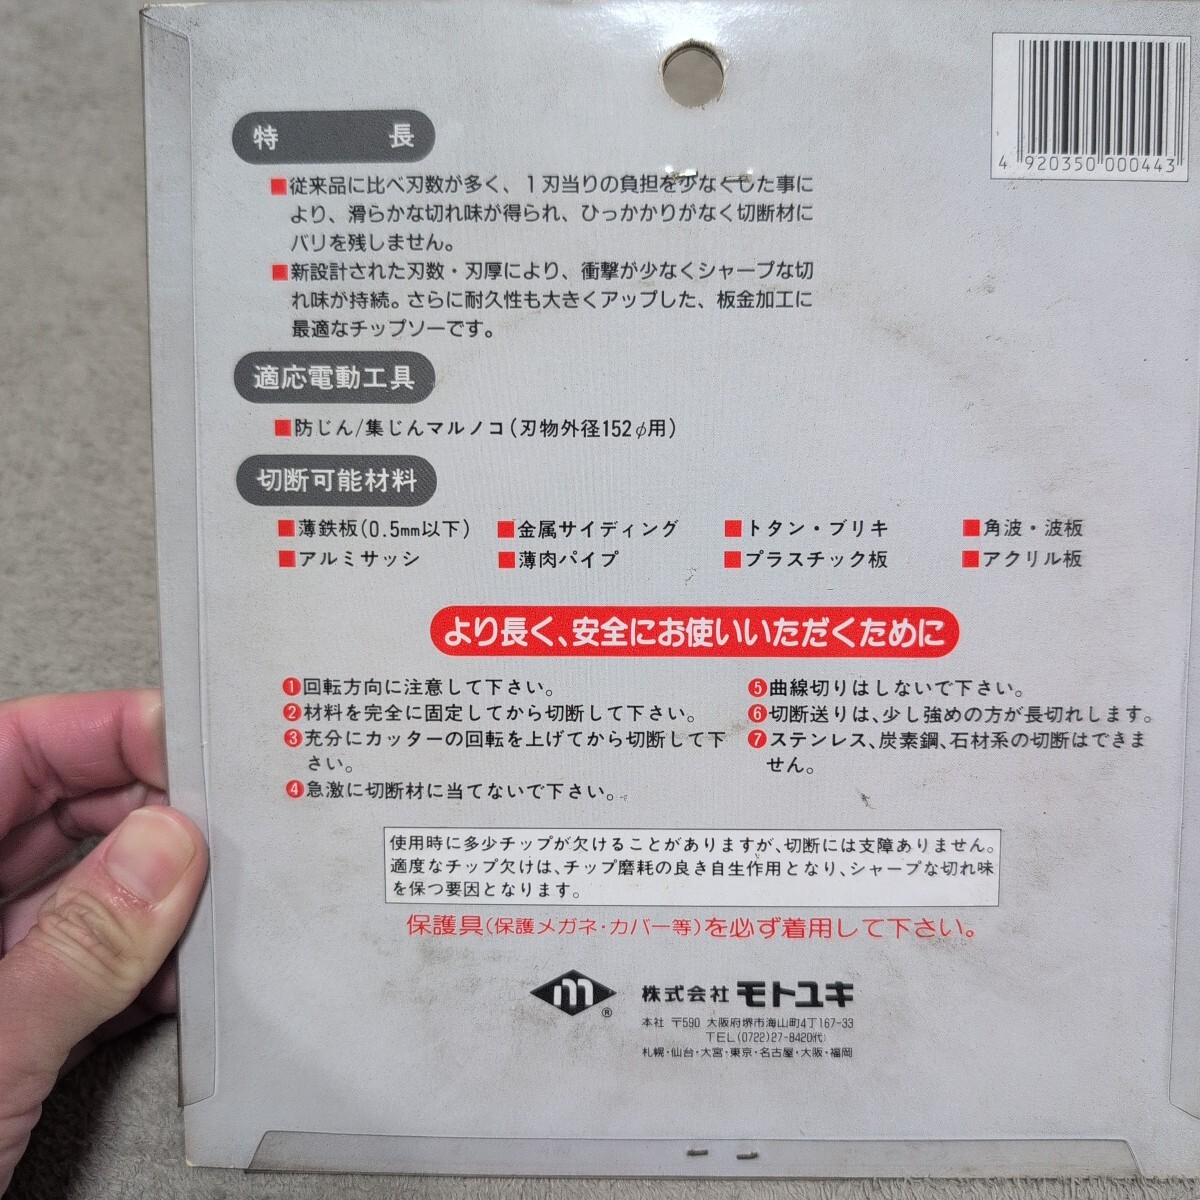 4 920350 000443
特 長
■従来品に比べ刃数が多く、1刃当りの負担を少なくした事に
より、滑らかな切れ味が得られ、ひっかかりがなく切断材に
バリを残しません。
■新設計された刃数・刃厚により、衝撃が少なくシャープな切
れ味が持続。さらに耐久性も大きくアップした、板金加工に
最適なチップソーです。
適応電動工具
■防じん/集じんマルノコ(刃物外径152φ用)
切断可能材料
■薄鉄板(0.5mm以下) ■金属サイディング ■トタン・ブリキ ■角波・波板
■アルミサッシ ■薄肉パイプ ■プラスチック板 ■アクリル板
より長く、安全にお使いいただくために
❶回転方向に注意して下さい。
❷材料を完全に固定してから切断して下さい。
❸充分にカッターの回転を上げてから切断して下
さい。
❹急激に切断材に当てないで下さい。
❺曲線切りはしないで下さい。
❻切断送りは、少し強めの方が長切れします。
❼ステンレス、炭素鋼、石材系の切断はできま
せん。
使用時に多少チップが欠けることがありますが、切断には支障ありません。
適度なチップ欠けは、チップ磨耗の良き自生作用となり、シャープな切れ味
を保つ要因となります。
保護具(保護メガネ・カバー等)を必ず着用して下さい。
m ® 株式会社 モトユキ
本社 〒590 大阪府堺市海山町4丁167-33
TEL(0722)27-8420(代)
札幌・仙台・大宮・東京・名古屋・大阪・福岡